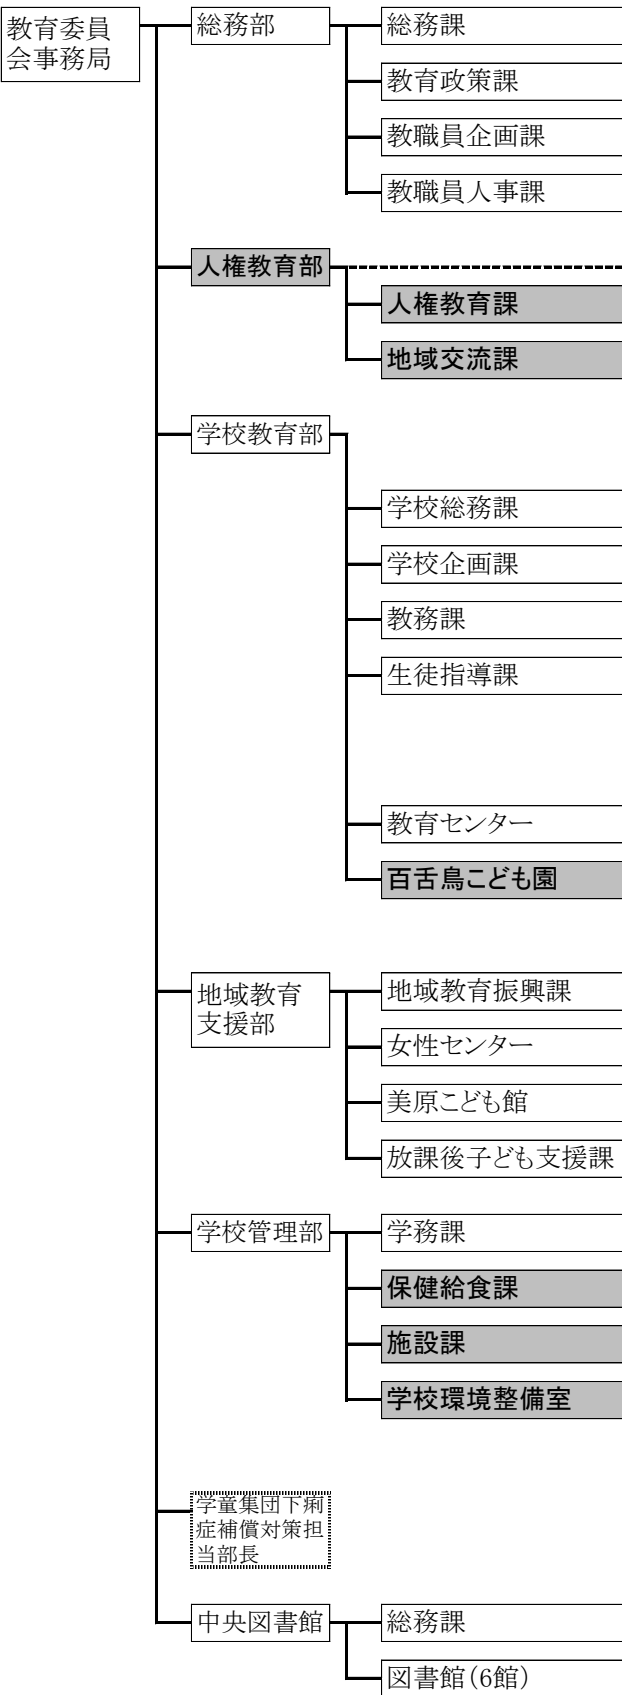 教育委員
会事務局
総務部
総務課
教育政策課
教職員企画課
教職員人事課
人権教育部
人権教育課
地域交流課
学校教育部
学校総務課
学校企画課
教務課
生徒指導課
教育センター
百舌鳥こども園
地域教育
支援部
地域教育振興課
女性センター
美原こども館
放課後子ども支援課
学校管理部
学務課
保健給食課
施設課
学校環境整備室
学童集団下痢
症補償対策担
当部長
中央図書館
総務課
図書館(6館)